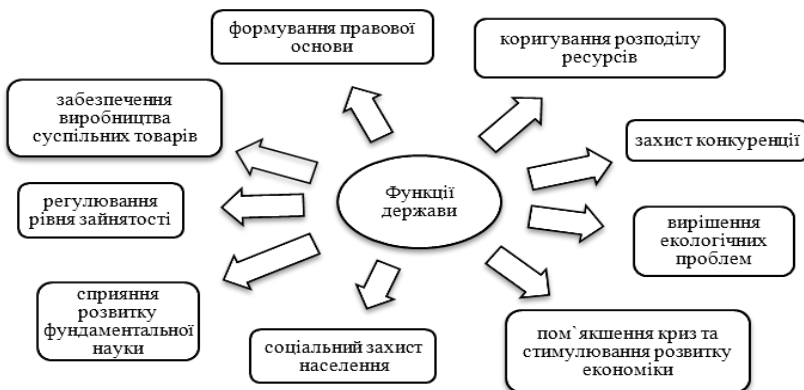 формування правової
основи
коригування розподілу
ресурсів
забезпечення
виробництва
суспільних товарів
захист конкуренції
регулювання
рівня зайнятості
Функції
держави
вирішення
екологічних
проблем
сприяння
розвитку
фундаментальної
науки
соціальний захист
населення
пом`якшення криз та
стимулювання розвитку
економіки